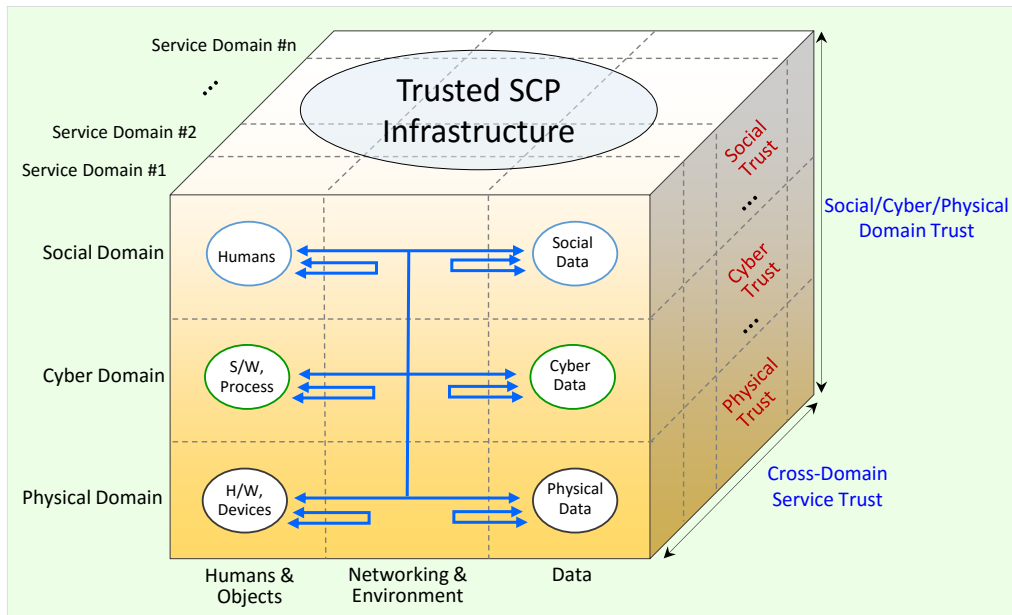 Service Domain #n
...
Service Domain #2
Service Domain #1
Trusted SCP
Infrastructure
Social
Trust
...
Cyber
Trust
...
Physical
Trust
Social/Cyber/Physical
Domain Trust
Cross-Domain
Service Trust
Social Domain
Humans
Social
Data
Cyber Domain
S/W,
Process
Cyber
Data
Physical Domain
H/W,
Devices
Physical
Data
Humans &
Objects
Networking &
Environment
Data